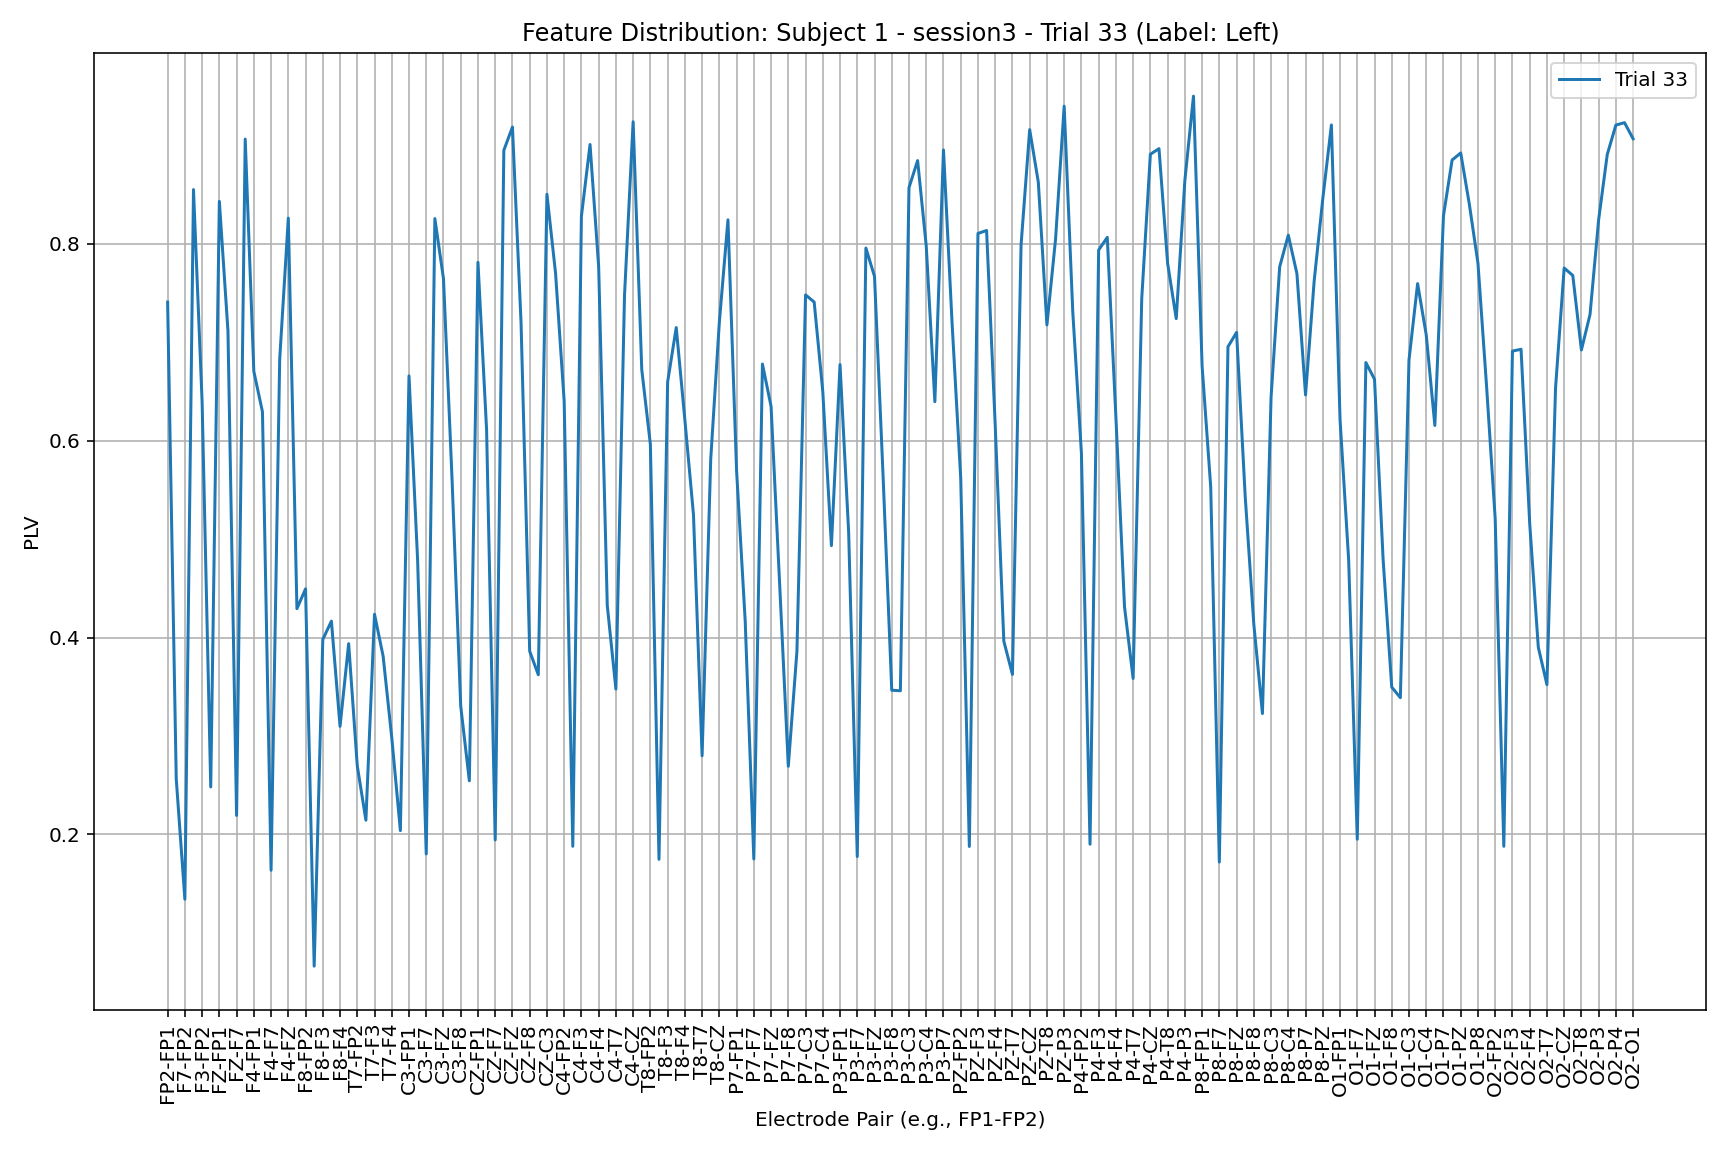 Feature Distribution: Subject 1 - session3 - Trial 33 (Label: Left)
Trial 33
PLV
0.8
0.6
0.4
0.2
FP2-FP1
F7-FP2
F3-FP2
FZ-FP1
FZ-F7
F4-FP1
F4-F7
F4-FZ
F8-FP2
F8-F3
F8-F4
T7-FP2
T7-F3
T7-F4
C3-FP1
C3-F7
C3-FZ
C3-F8
CZ-FP1
CZ-F7
CZ-FZ
CZ-F8
CZ-C3
C4-FP2
C4-F3
C4-F4
C4-T7
C4-CZ
T8-FP2
T8-F3
T8-F4
T8-T7
T8-CZ
P7-FP1
P7-F7
P7-FZ
P7-F8
P7-C3
P7-C4
P3-FP1
P3-F7
P3-FZ
P3-F8
P3-C3
P3-C4
P3-P7
PZ-FP2
PZ-F3
PZ-F4
PZ-T7
PZ-CZ
PZ-T8
PZ-P3
P4-FP2
P4-F3
P4-F4
P4-T7
P4-CZ
P4-T8
P4-P3
P8-FP1
P8-F7
P8-FZ
P8-F8
P8-C3
P8-C4
P8-P7
P8-PZ
O1-FP1
O1-F7
O1-FZ
O1-F8
O1-C3
O1-C4
O1-P7
O1-PZ
O1-P8
O2-FP2
O2-F3
O2-F4
O2-T7
O2-CZ
O2-T8
O2-P3
O2-P4
O2-O1
Electrode Pair (e.g., FP1-FP2)